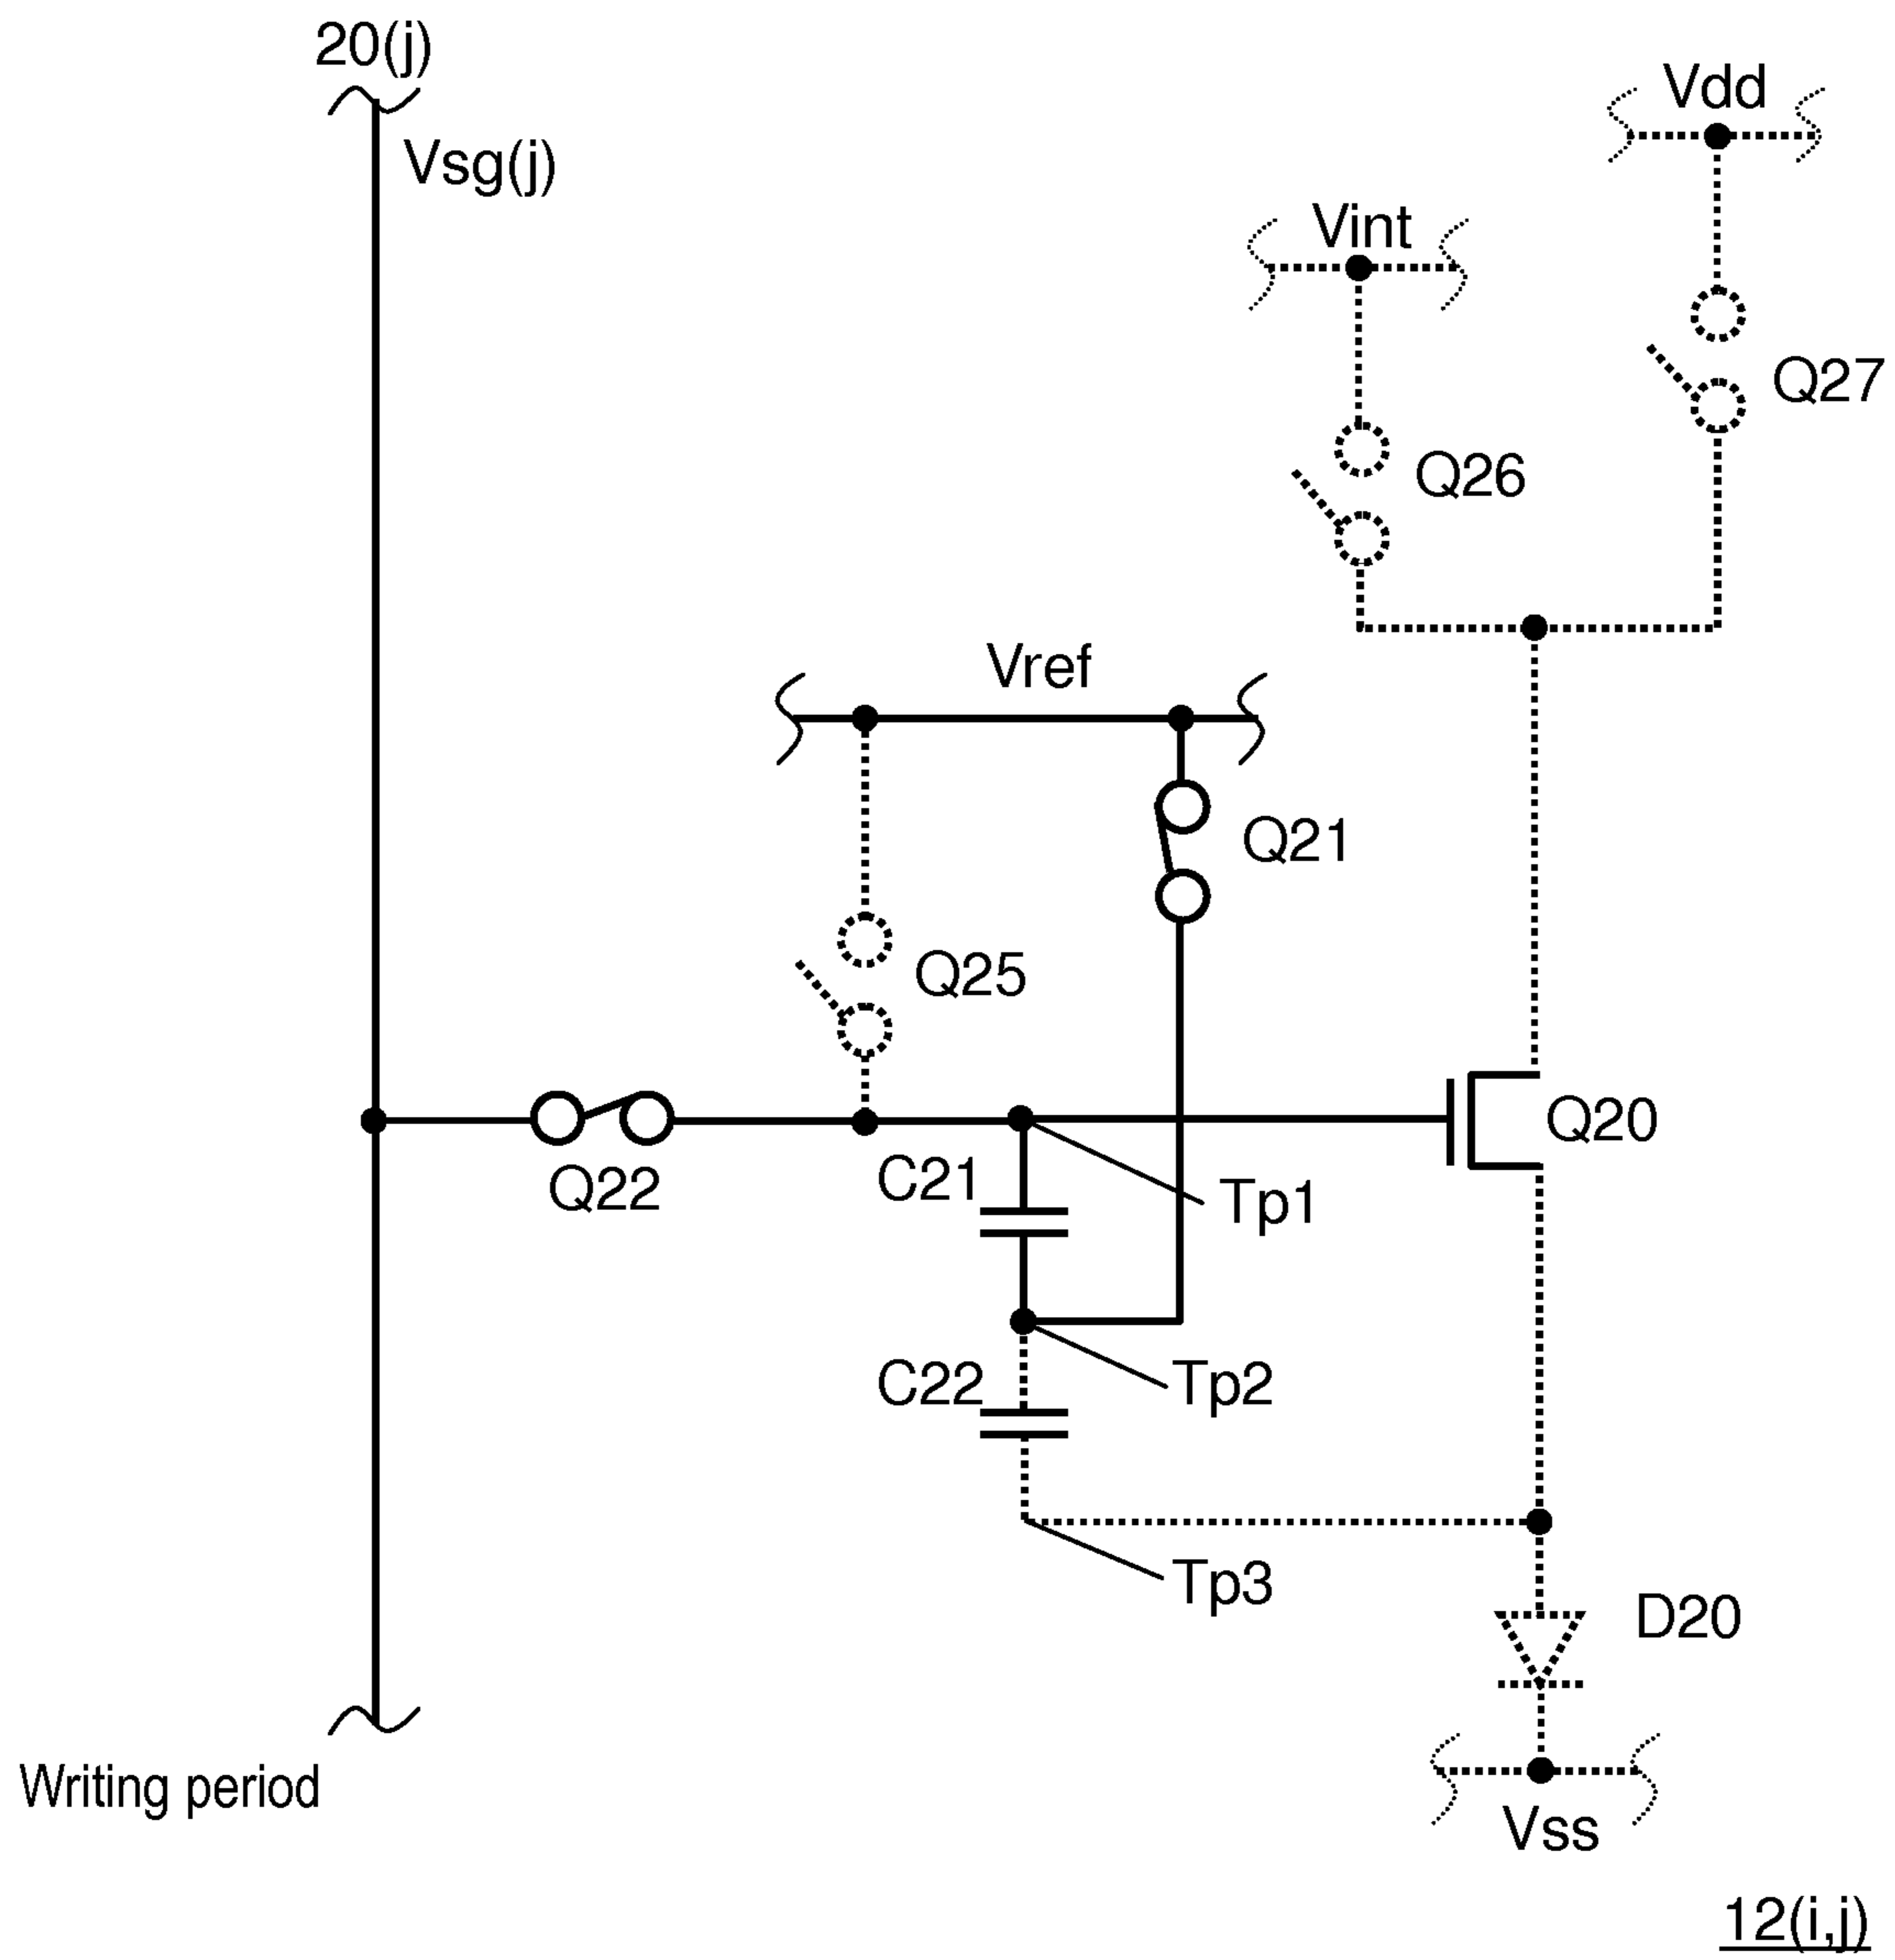 20(j)
Vsg(j)
Vdd
Vint
Q27
Q26
Vref
Q21
Q25
Q20
Q22
C21
Tp1
C22
Tp2
Tp3
D20
Writing period
Vss
12(i,j)